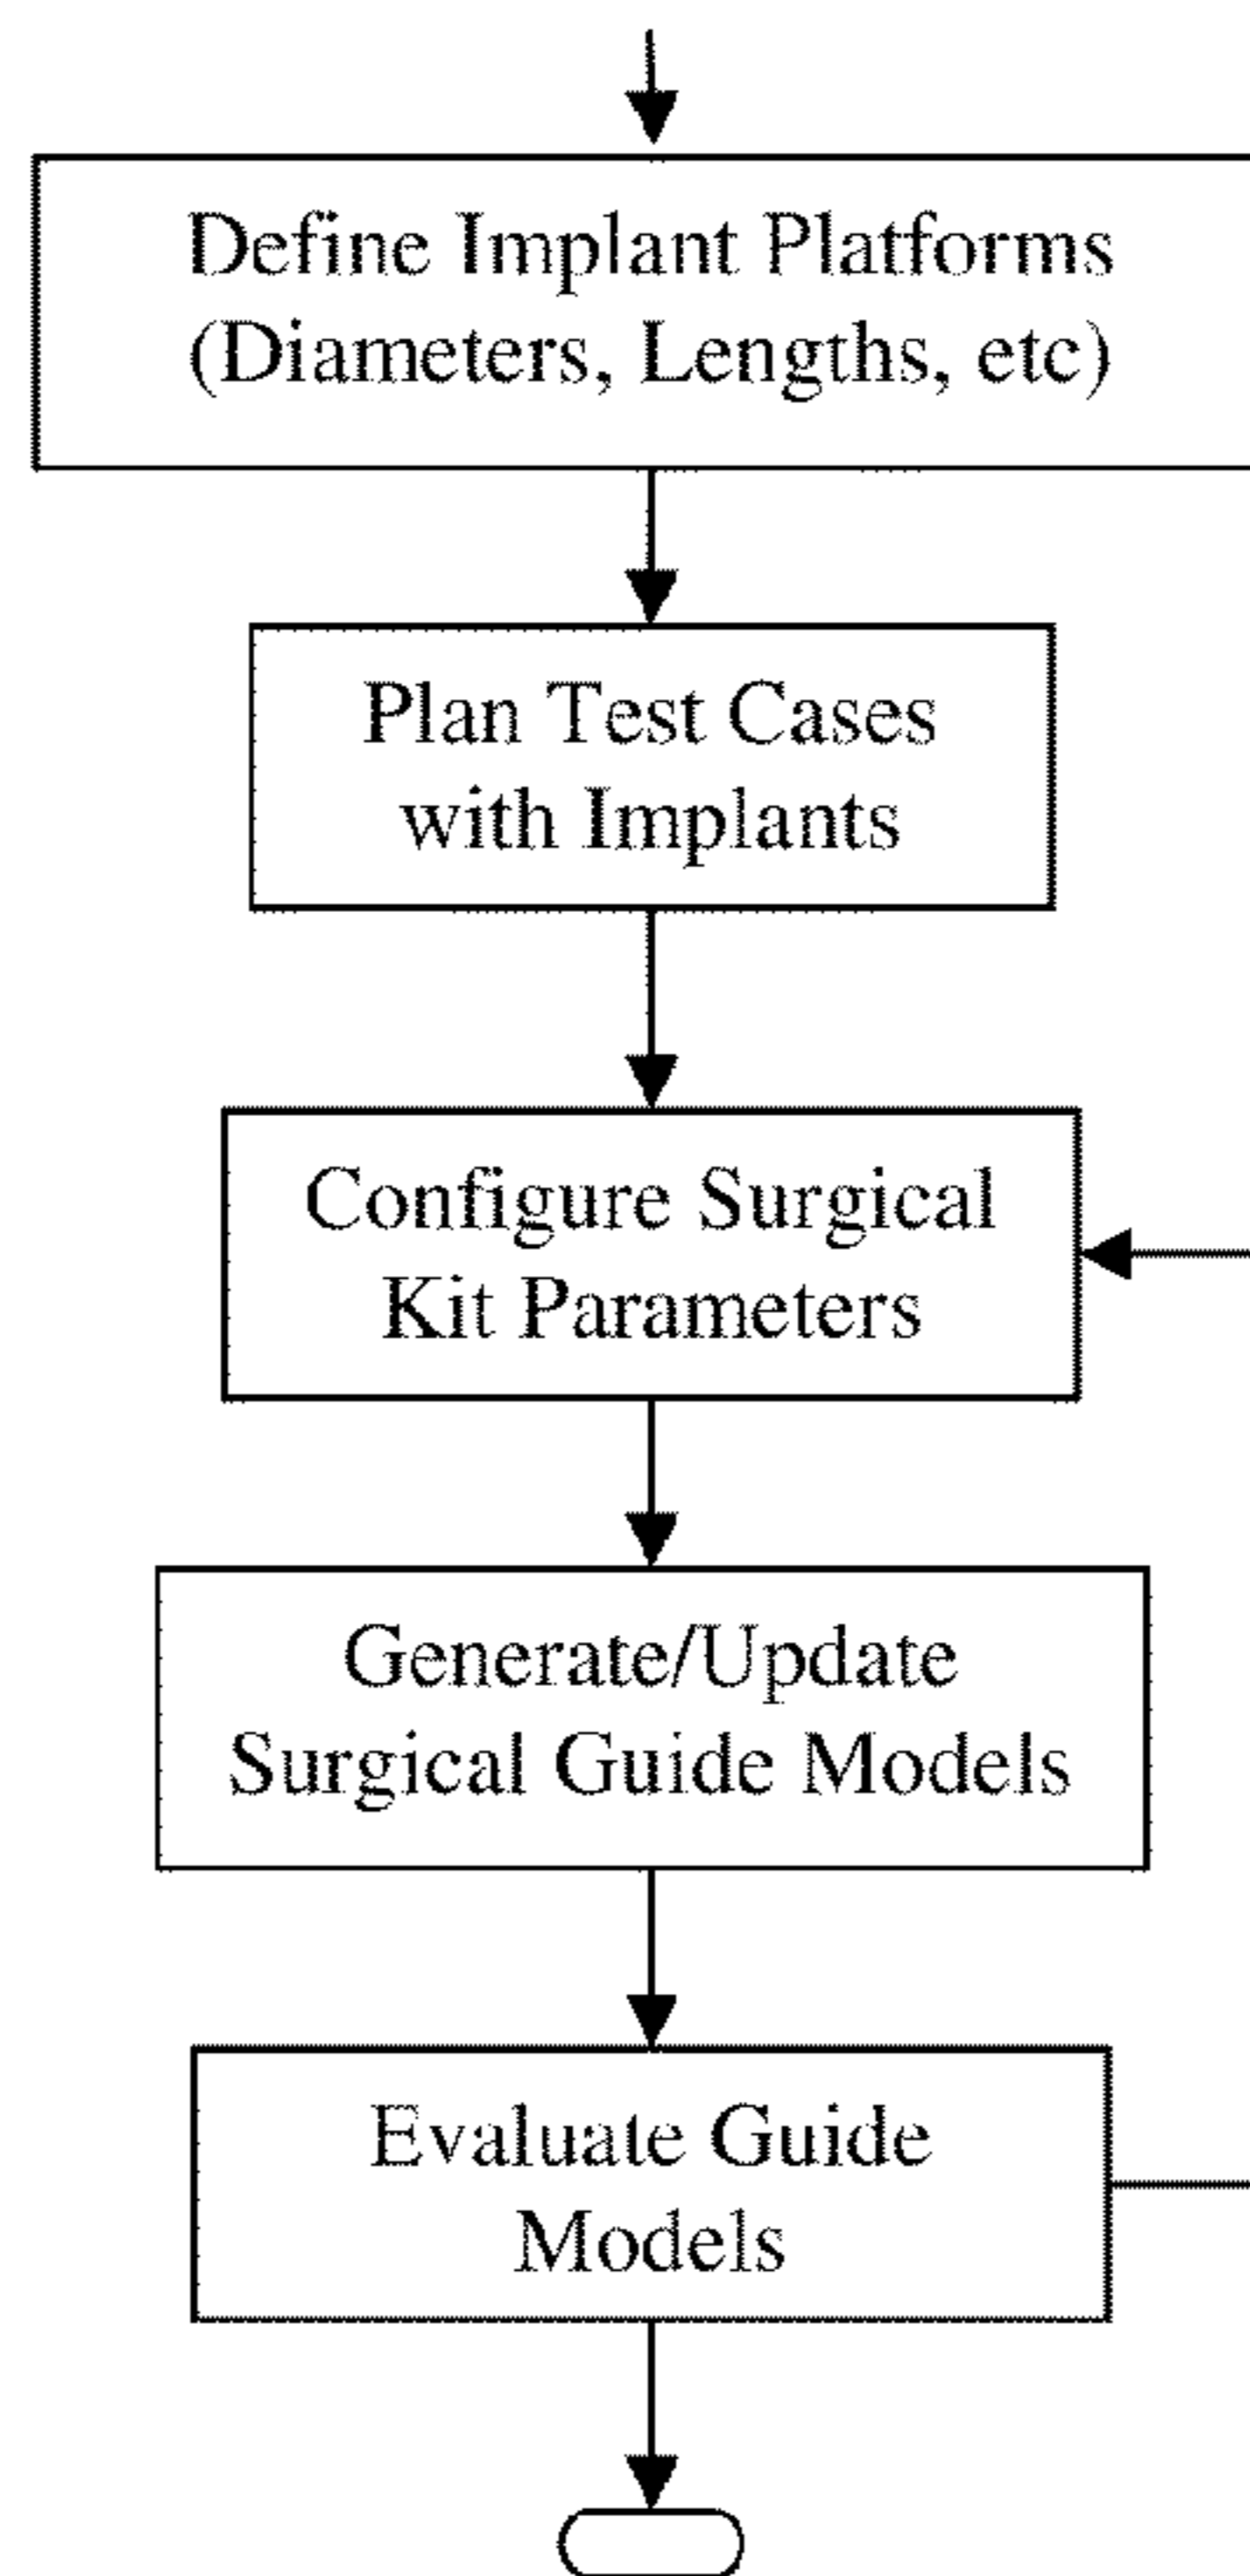 Define Implant Platforms
(Diameters, Lengths, etc)
Plan Test Cases
with Implants
Configure Surgical
Kit Parameters
Generate/Update
Surgical Guide Models
Evaluate Guide
Models